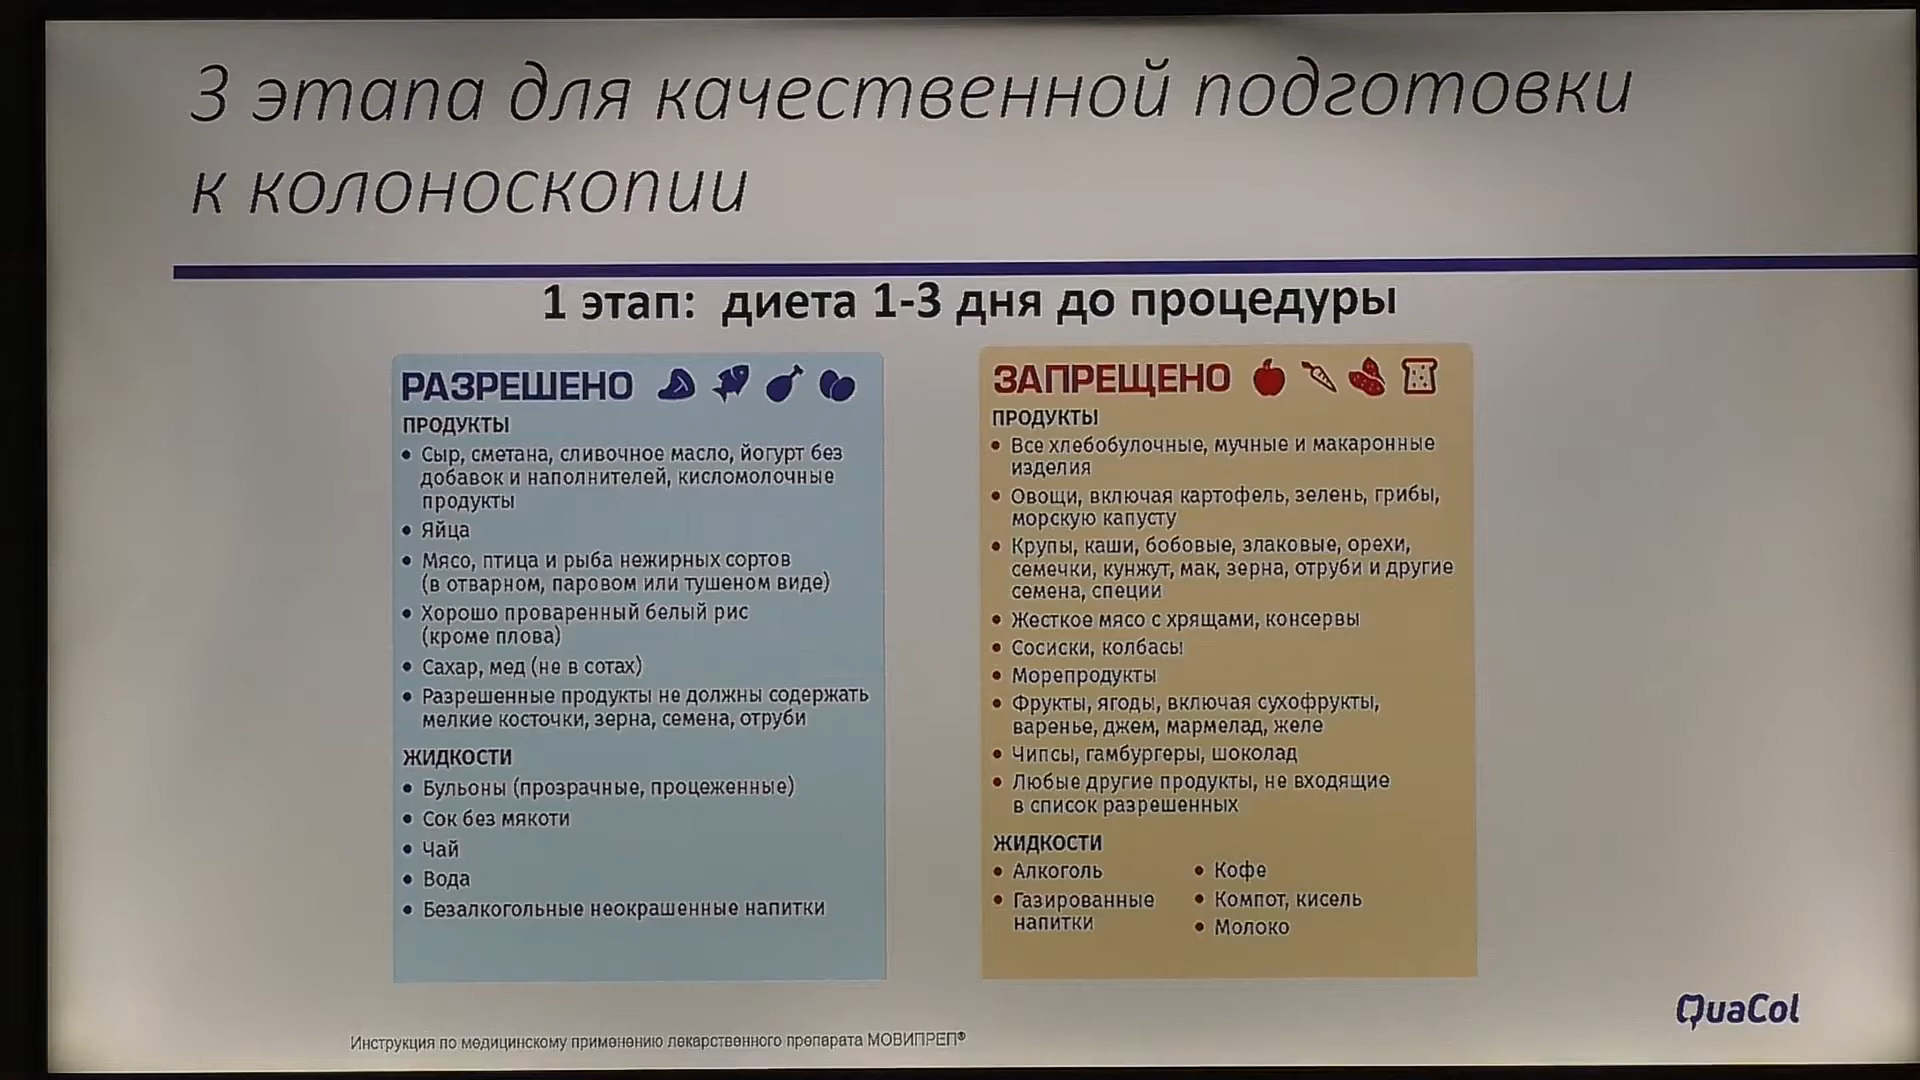 3 этапа для качественной подготовки
к колоноскопии
1 этап: диета 1-3 дня до процедуры
РАЗРЕШЕНО
ПРОДУКТЫ
• Сыр, сметана, сливочное масло, йогурт без
добавок и наполнителей, кисломолочные
продукты
• Яйца
• Мясо, птица и рыба нежирных сортов
(в отварном, паровом или тушеном виде)
• Хорошо проваренный белый рис
(кроме плова)
• Сахар, мед (не в сотах)
• Разрешенные продукты не должны содержать
мелкие косточки, зерна, семена, отруби
ЖИДКОСТИ
• Бульоны (прозрачные, процеженные)
• Сок без мякоти
• Чай
• Вода
• Безалкогольные неокрашенные напитки
ЗАПРЕЩЕНО
ПРОДУКТЫ
• Все хлебобулочные, мучные и макаронные
изделия
• Овощи, включая картофель, зелень, грибы,
морскую капусту
• Крупы, каши, бобовые, злаковые, орехи,
семечки, кунжут, мак, зерна, отруби и другие
семена, специи
• Жесткое мясо с хрящами, консервы
• Сосиски, колбасы
• Морепродукты
• Фрукты, ягоды, включая сухофрукты,
варенье, джем, мармелад, желе
• Чипсы, гамбургеры, шоколад
• Любые другие продукты, не входящие
в список разрешенных
ЖИДКОСТИ
• Алкоголь
• Газированные
напитки
• Кофе
• Компот, кисель
• Молоко
QuaCol
Инструкция по медицинскому применению лекарственного препарата МОВИПРЕП®